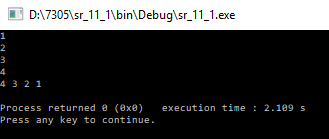 D:\7305\sr_11_1\bin\Debug\sr_11_1.exe
1
2
3
4
4 3 2 1
Process returned 0 (0x0)   execution time : 2.109 s
Press any key to continue.